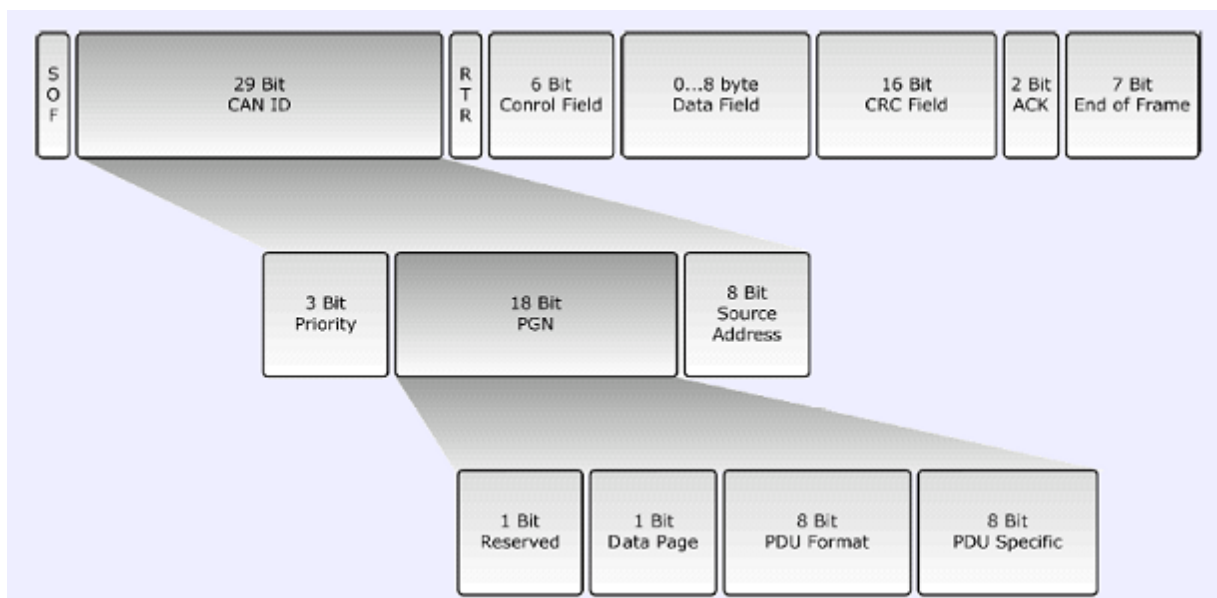 S
O
F
29 Bit
CAN ID
R
T
R
6 Bit
Conrol Field
0...8 byte
Data Field
16 Bit
CRC Field
2 Bit
ACK
7 Bit
End of Frame
3 Bit
Priority
18 Bit
PGN
8 Bit
Source
Address
1 Bit
Reserved
1 Bit
Data Page
8 Bit
PDU Format
8 Bit
PDU Specific